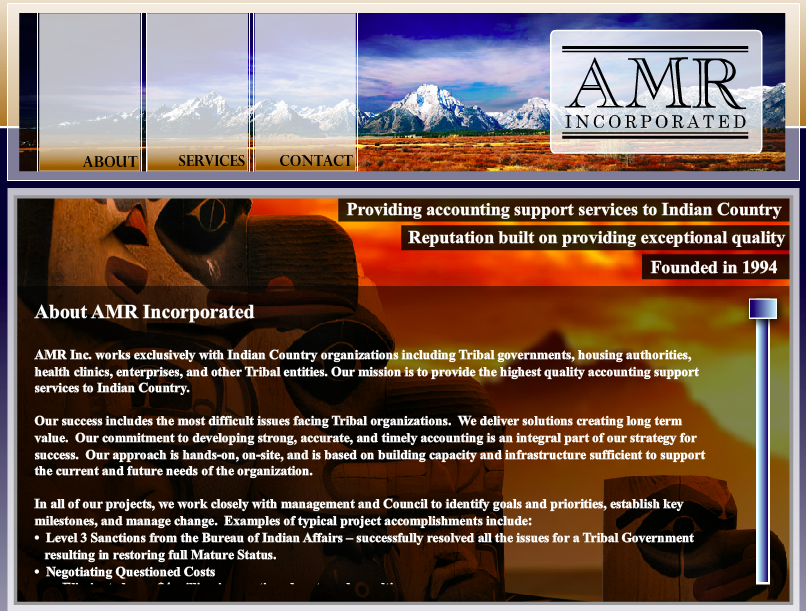 ABOUT
SERVICES
CONTACT
AMR
INCORPORATED
Providing accounting support services to Indian Country
Reputation built on providing exceptional quality
Founded in 1994
About AMR Incorporated
AMR Inc. works exclusively with Indian Country organizations including Tribal governments, housing authorities,
health clinics, enterprises, and other Tribal entities. Our mission is to provide the highest quality accounting support
services to Indian Country.
Our success includes the most difficult issues facing Tribal organizations.  We deliver solutions creating long term
value.  Our commitment to developing strong, accurate, and timely accounting is an integral part of our strategy for
success.  Our approach is hands-on, on-site, and is based on building capacity and infrastructure sufficient to support
the current and future needs of the organization.
In all of our projects, we work closely with management and Council to identify goals and priorities, establish key
milestones, and manage change.  Examples of typical project accomplishments include:
•  Level 3 Sanctions from the Bureau of Indian Affairs – successfully resolved all the issues for a Tribal Government
resulting in restoring full Mature Status.
•  Negotiating Questioned Costs